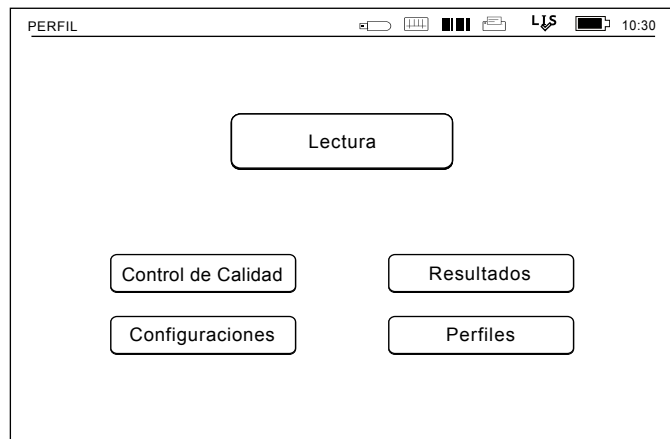 PERFIL LIS 10:30
Lectura
Control de Calidad Resultados
Configuraciones Perfiles